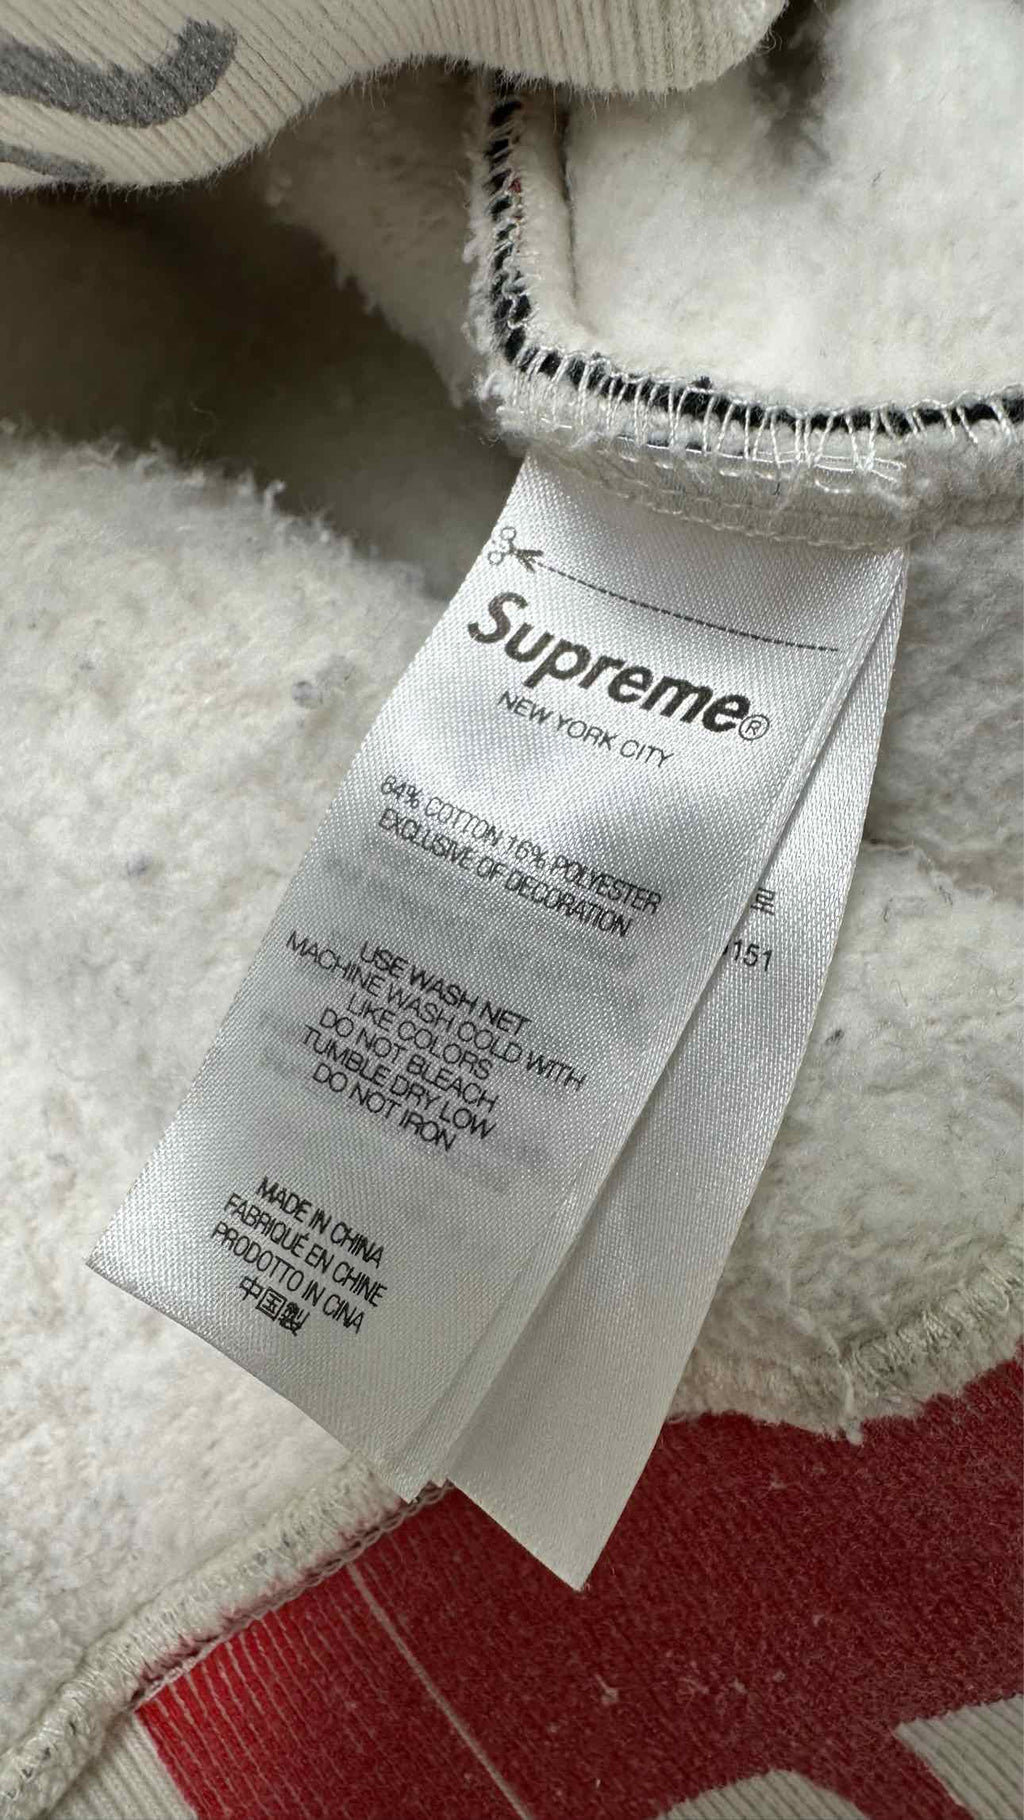 Supreme®
NEW YORK CITY
84% COTTON 16% POLYESTER
EXCLUSIVE OF DECORATION
USE WASH NET
MACHINE WASH COLD WITH
LIKE COLORS
DO NOT BLEACH
TUMBLE DRY LOW
DO NOT IRON
MADE IN CHINA
FABRIQUÉ EN CHINE
PRODOTTO IN CINA
中国製
로
151